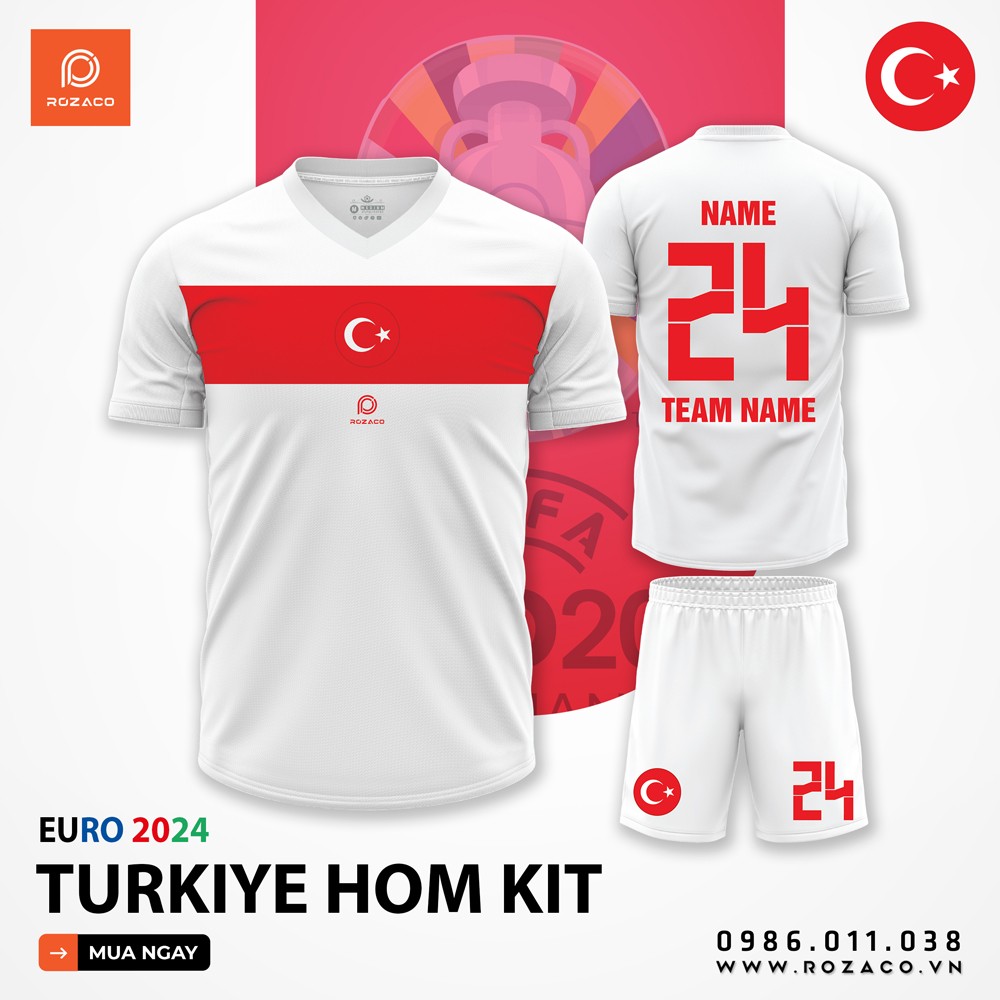 ROZACO
NAME
24
TEAM NAME
ROZACO
24
EURO 2024
TURKIYE HOM KIT
MUA NGAY
0986.011.038
WWW.ROZACO.VN